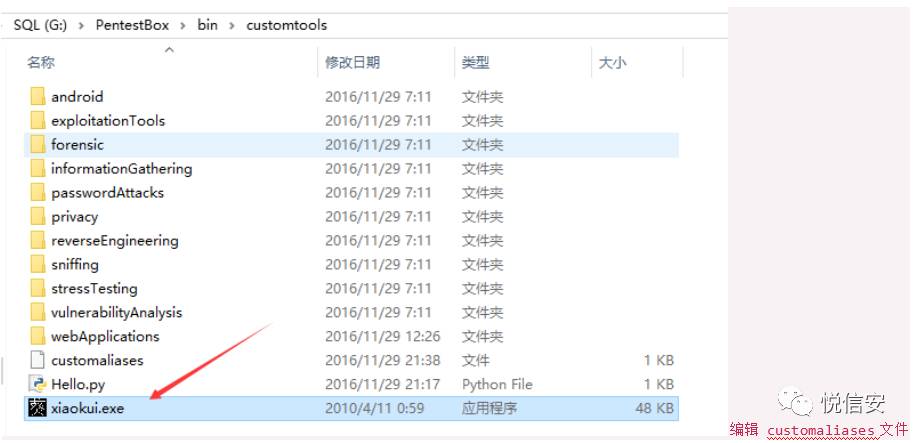 SQL (G:) > PentestBox > bin > customtools
名称 修改日期 类型 大小
android 2016/11/29 7:11 文件夹
exploitationTools 2016/11/29 7:11 文件夹
forensic 2016/11/29 7:11 文件夹
informationGathering 2016/11/29 7:11 文件夹
passwordAttacks 2016/11/29 7:11 文件夹
privacy 2016/11/29 7:11 文件夹
reverseEngineering 2016/11/29 7:11 文件夹
sniffing 2016/11/29 7:11 文件夹
stressTesting 2016/11/29 7:11 文件夹
vulnerabilityAnalysis 2016/11/29 7:11 文件夹
webApplications 2016/11/29 12:26 文件夹
customaliases 2016/11/29 21:38 文件 1 KB
Hello.py 2016/11/29 21:17 Python File 1 KB
xiaokui.exe 2010/4/11 0:59 应用程序 48 KB
悦信安
编辑 customaliases 文件